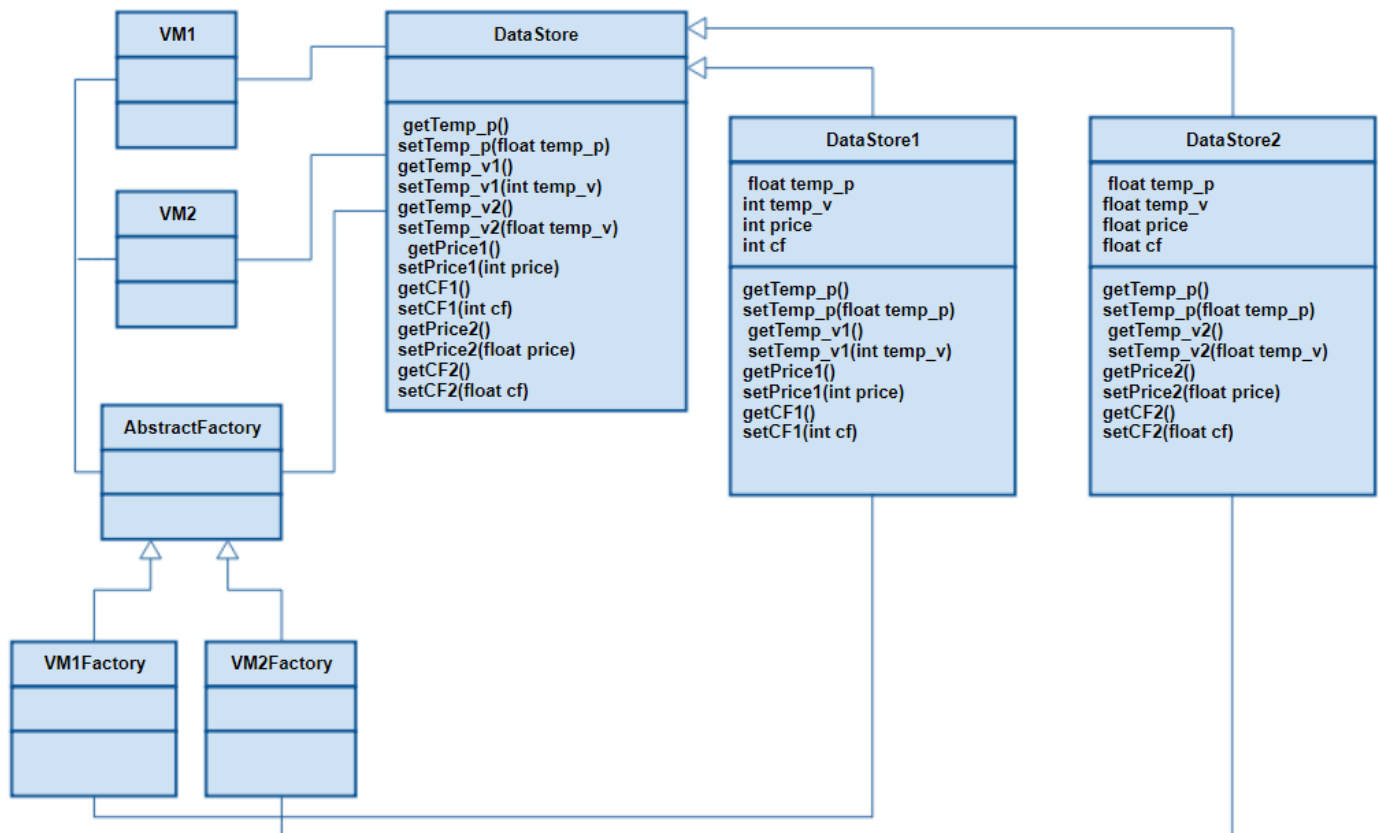 VM1
DataStore
getTemp_p()
setTemp_p(float temp_p)
getTemp_v1()
setTemp_v1(int temp_v)
getTemp_v2()
setTemp_v2(float temp_v)
getPrice1()
setPrice1(int price)
getCF1()
setCF1(int cf)
getPrice2()
setPrice2(float price)
getCF2()
setCF2(float cf)
DataStore1
float temp_p
int temp_v
int price
int cf
getTemp_p()
setTemp_p(float temp_p)
getTemp_v1()
setTemp_v1(int temp_v)
getPrice1()
setPrice1(int price)
getCF1()
setCF1(int cf)
DataStore2
float temp_p
float temp_v
float price
float cf
getTemp_p()
setTemp_p(float temp_p)
getTemp_v2()
setTemp_v2(float temp_v)
getPrice2()
setPrice2(float price)
getCF2()
setCF2(float cf)
VM2
AbstractFactory
VM1Factory
VM2Factory